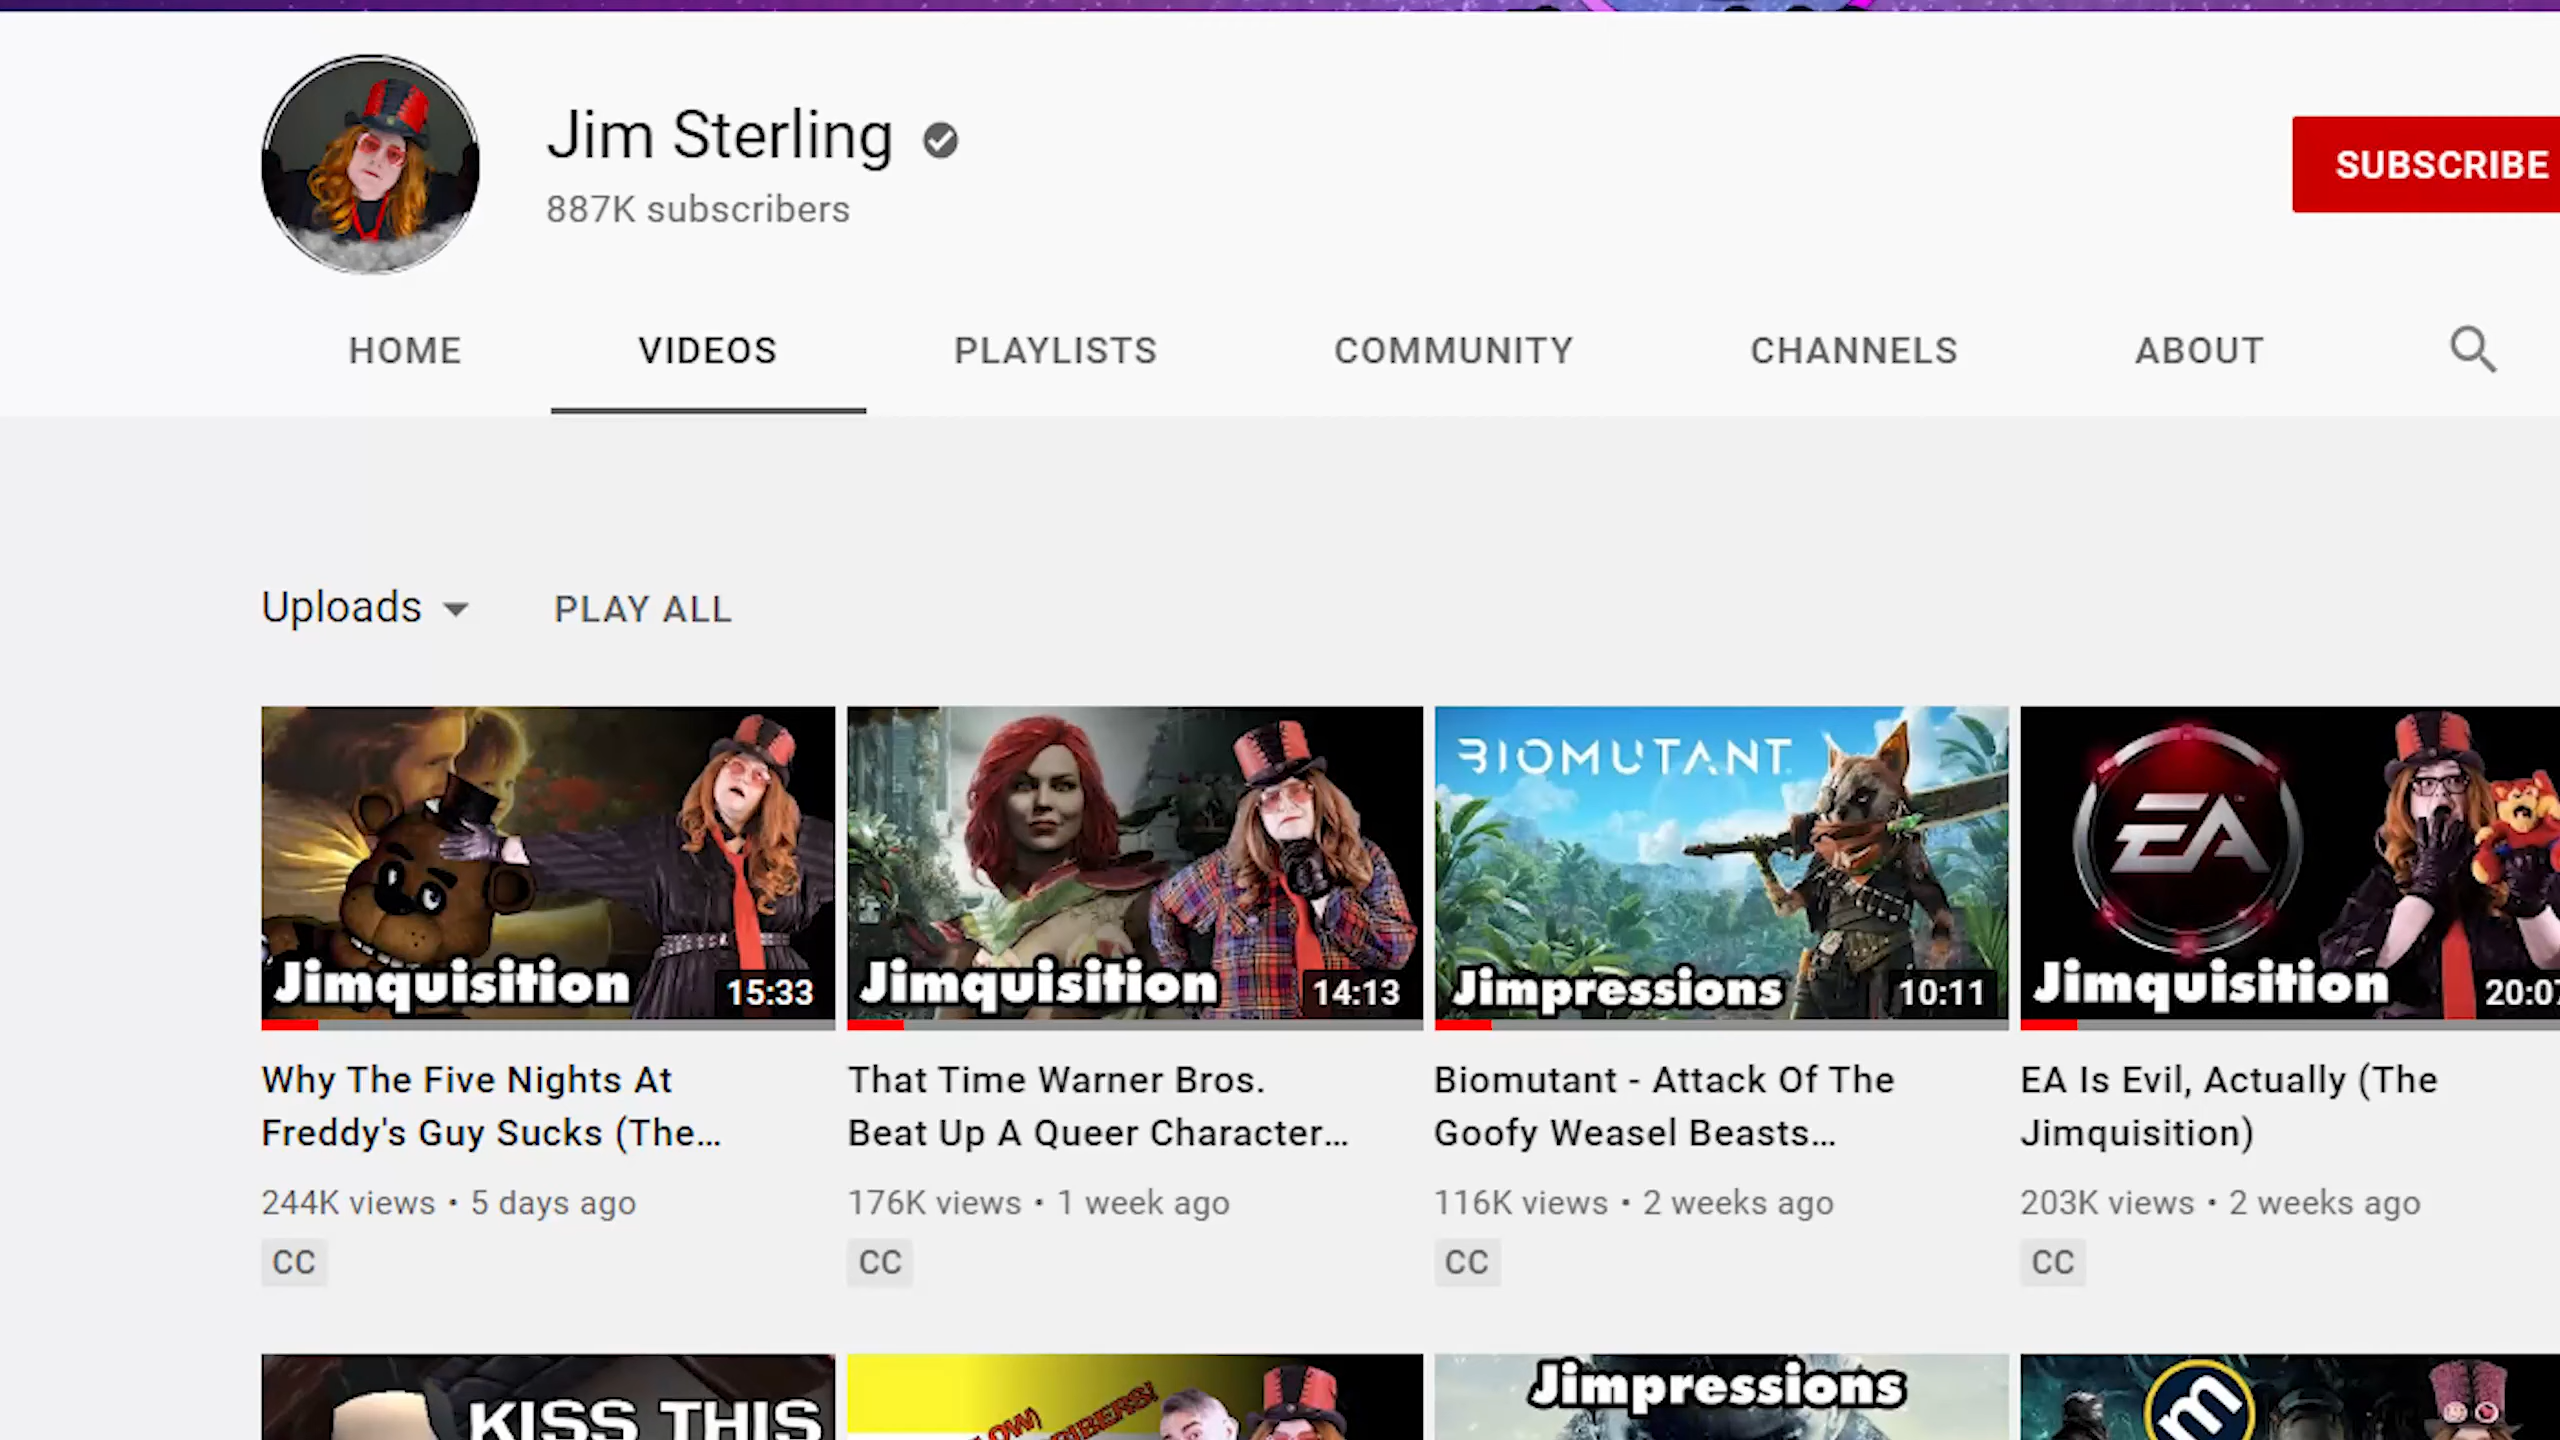 Jim Sterling
887K subscribers
SUBSCRIBE
HOME
VIDEOS
PLAYLISTS
COMMUNITY
CHANNELS
ABOUT
Uploads
PLAY ALL
Jimquisition
15:33
Jimquisition
14:13
BIOMUTANT
Jimpressions
10:11
EA
Jimquisition
20:07
Why The Five Nights At
Freddy's Guy Sucks (The...
244K views • 5 days ago
CC
That Time Warner Bros.
Beat Up A Queer Character...
176K views • 1 week ago
CC
Biomutant - Attack Of The
Goofy Weasel Beasts...
116K views • 2 weeks ago
CC
EA Is Evil, Actually (The
Jimquisition)
203K views • 2 weeks ago
CC
KISS THIS
Jimpressions
m